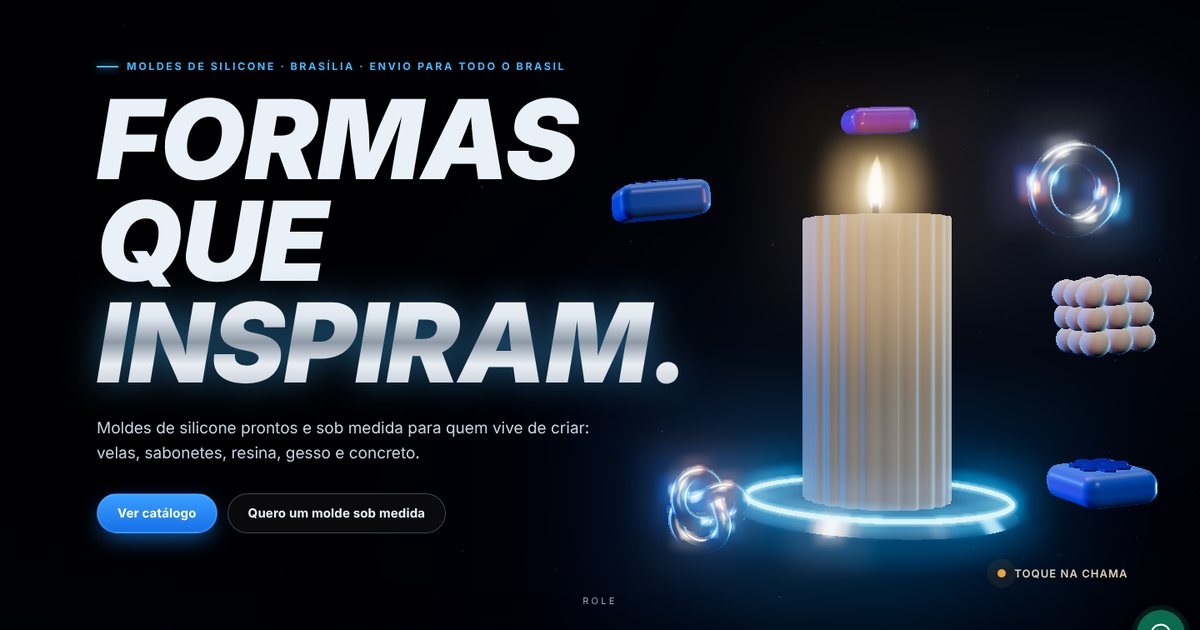 MOLDES DE SILICONE · BRASÍLIA · ENVIO PARA TODO O BRASIL
FORMAS
QUE
INSPIRAM.
Moldes de silicone prontos e sob medida para quem vive de criar:
velas, sabonetes, resina, gesso e concreto.
Ver catálogo
Quero um molde sob medida
TOQUE NA CHAMA
ROLE